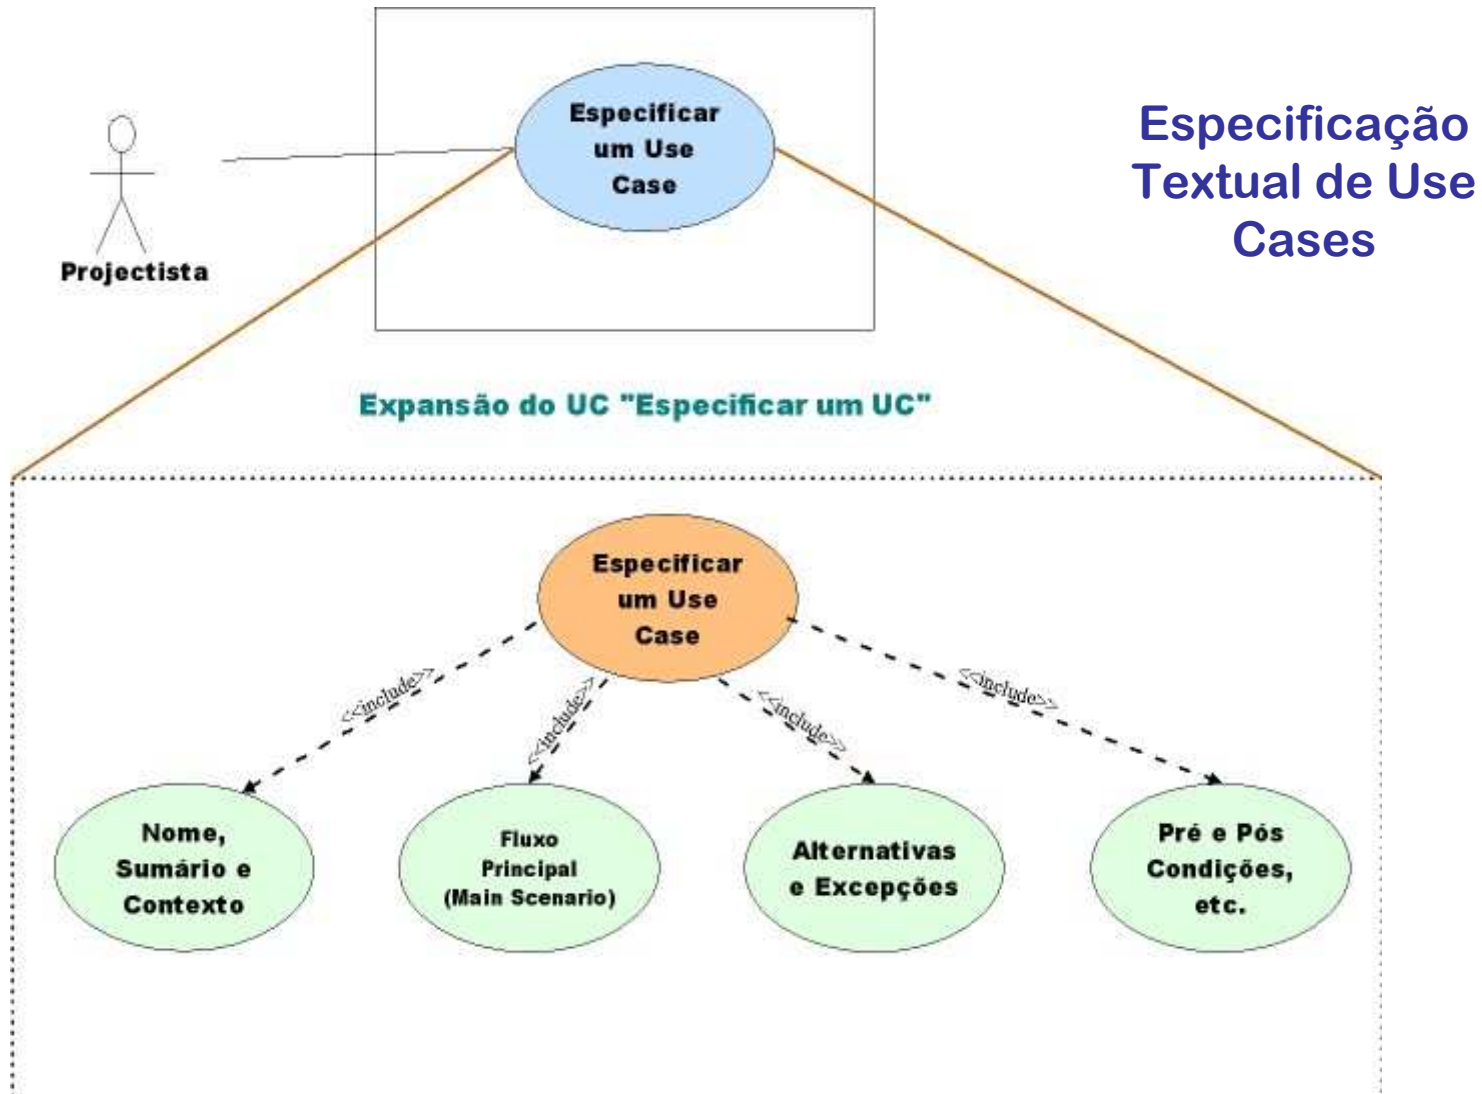 Especificar
um Use
Case
Especificação
Textual de Use
Cases
Projectista
Expansão do UC "Especificar um UC"
Especificar
um Use
Case
<<include>>
<<include>>
<<include>>
<<include>>
Nome,
Sumário e
Contexto
Fluxo
Principal
(Main Scenario)
Alternativas
e Excepções
Pré e Pós
Condições,
etc.